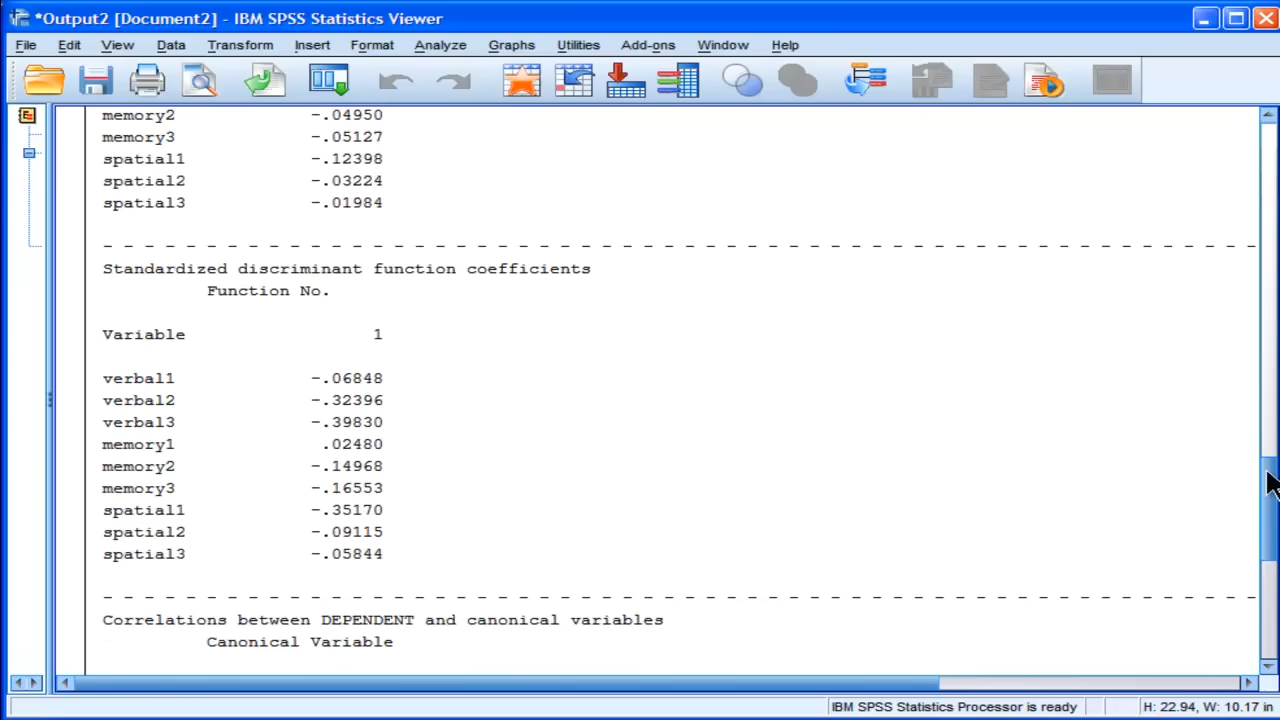 *Output2 [Document2] - IBM SPSS Statistics Viewer
File Edit View Data Transform Insert Format Analyze Graphs Utilities Add-ons Window Help
memory2 -.04950
memory3 -.05127
spatial1 -.12398
spatial2 -.03224
spatial3 -.01984
- - - - - - - - - - - - - - - - - - - - - - - - - - - - - - - - - - - - - - - - - - - - - - - - - - - - - - - -
Standardized discriminant function coefficients
Function No.
Variable 1
verbal1 -.06848
verbal2 -.32396
verbal3 -.39830
memory1 .02480
memory2 -.14968
memory3 -.16553
spatial1 -.35170
spatial2 -.09115
spatial3 -.05844
- - - - - - - - - - - - - - - - - - - - - - - - - - - - - - - - - - - - - - - - - - - - - - - - - - - - - - - -
Correlations between DEPENDENT and canonical variables
Canonical Variable
IBM SPSS Statistics Processor is ready H: 22.94, W: 10.17 in